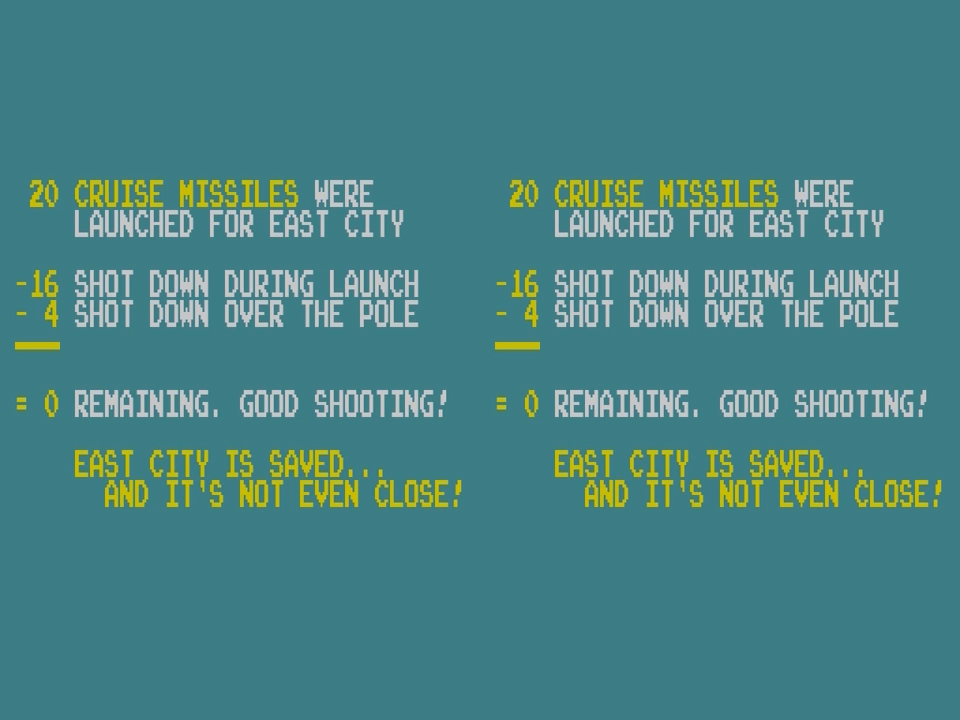 20 CRUISE MISSILES WERE
LAUNCHED FOR EAST CITY
-16 SHOT DOWN DURING LAUNCH
- 4 SHOT DOWN OVER THE POLE
= 0 REMAINING. GOOD SHOOTING!
EAST CITY IS SAVED...
AND IT'S NOT EVEN CLOSE!
20 CRUISE MISSILES WERE
LAUNCHED FOR EAST CITY
-16 SHOT DOWN DURING LAUNCH
- 4 SHOT DOWN OVER THE POLE
= 0 REMAINING. GOOD SHOOTING!
EAST CITY IS SAVED...
AND IT'S NOT EVEN CLOSE!